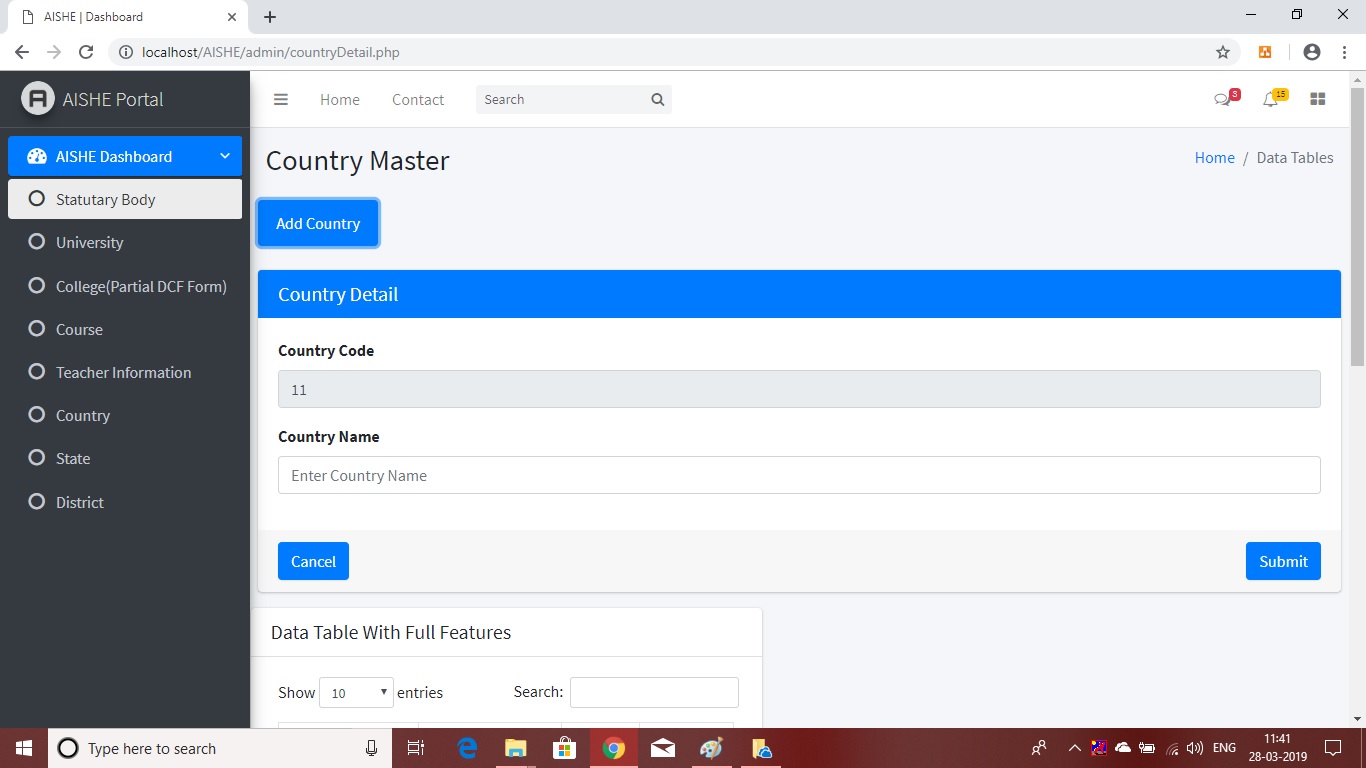 AISHE | Dashboard
localhost/AISHE/admin/countryDetail.php
AISHE Portal
Home
Contact
Search
3
15
AISHE Dashboard
Statutary Body
University
College(Partial DCF Form)
Course
Teacher Information
Country
State
District
Country Master
Home / Data Tables
Add Country
Country Detail
Country Code
11
Country Name
Enter Country Name
Cancel
Submit
Data Table With Full Features
Show 10 entries
Search:
Type here to search
ENG
11:41
28-03-2019